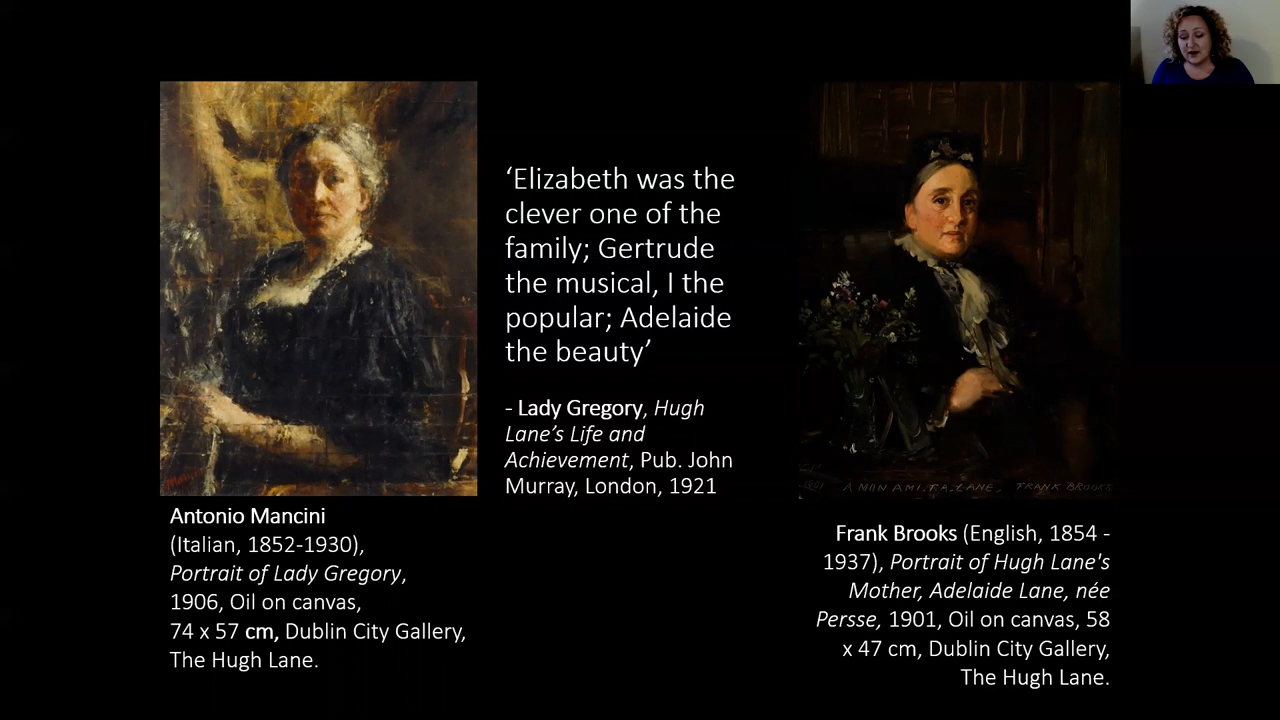 ‘Elizabeth was the
clever one of the
family; Gertrude
the musical, I the
popular; Adelaide
the beauty’
- Lady Gregory, Hugh
Lane’s Life and
Achievement, Pub. John
Murray, London, 1921
Antonio Mancini
(Italian, 1852-1930),
Portrait of Lady Gregory,
1906, Oil on canvas,
74 x 57 cm, Dublin City Gallery,
The Hugh Lane.
A MON AMI. FRANK BROOKS
Frank Brooks (English, 1854 -
1937), Portrait of Hugh Lane's
Mother, Adelaide Lane, née
Persse, 1901, Oil on canvas, 58
x 47 cm, Dublin City Gallery,
The Hugh Lane.